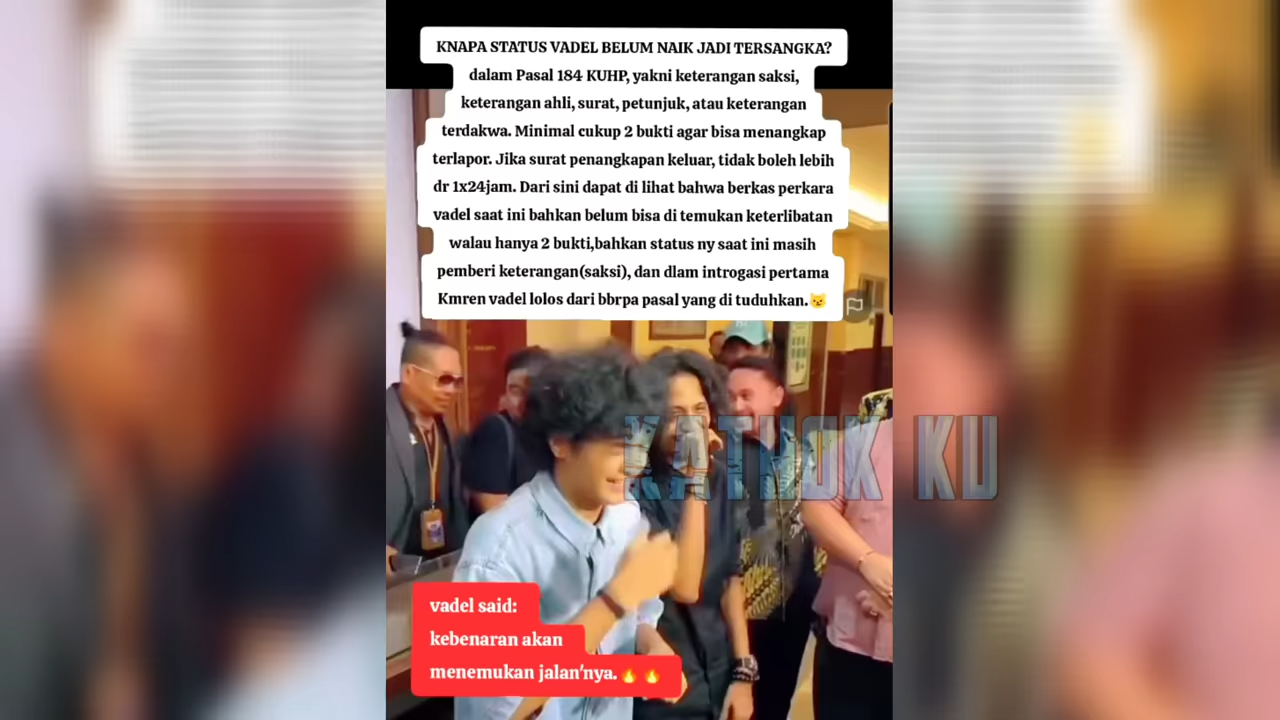 KNAPA STATUS VADEL BELUM NAIK JADI TERSANGKA?
dalam Pasal 184 KUHP, yakni keterangan saksi,
keterangan ahli, surat, petunjuk, atau keterangan
terdakwa. Minimal cukup 2 bukti agar bisa menangkap
terlapor. Jika surat penangkapan keluar, tidak boleh lebih
dr 1x24jam. Dari sini dapat di lihat bahwa berkas perkara
vadel saat ini bahkan belum bisa di temukan keterlibatan
walau hanya 2 bukti,bahkan status ny saat ini masih
pemberi keterangan(saksi), dan dlam introgasi pertama
Kmren vadel lolos dari bbrpa pasal yang di tuduhkan.😼
KATHOK KU
vadel said:
kebenaran akan
menemukan jalan'nya.🔥🔥